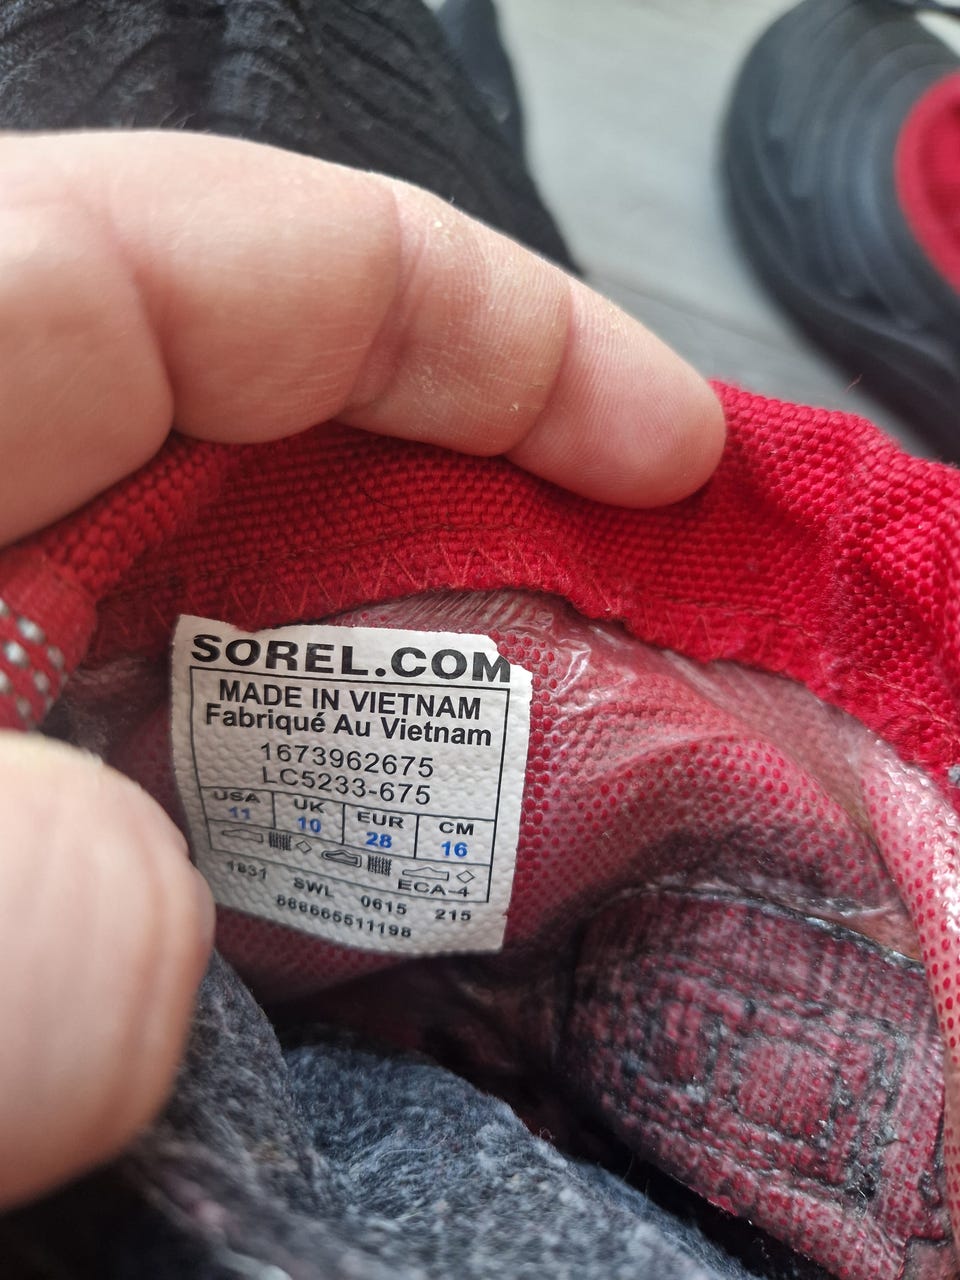 SOREL.COM
MADE IN VIETNAM
Fabriqué Au Vietnam
1673962675
LC5233-675
USA UK EUR CM
11 10 28 16
ECA-4
1831 SWL 0615 215
888665511198